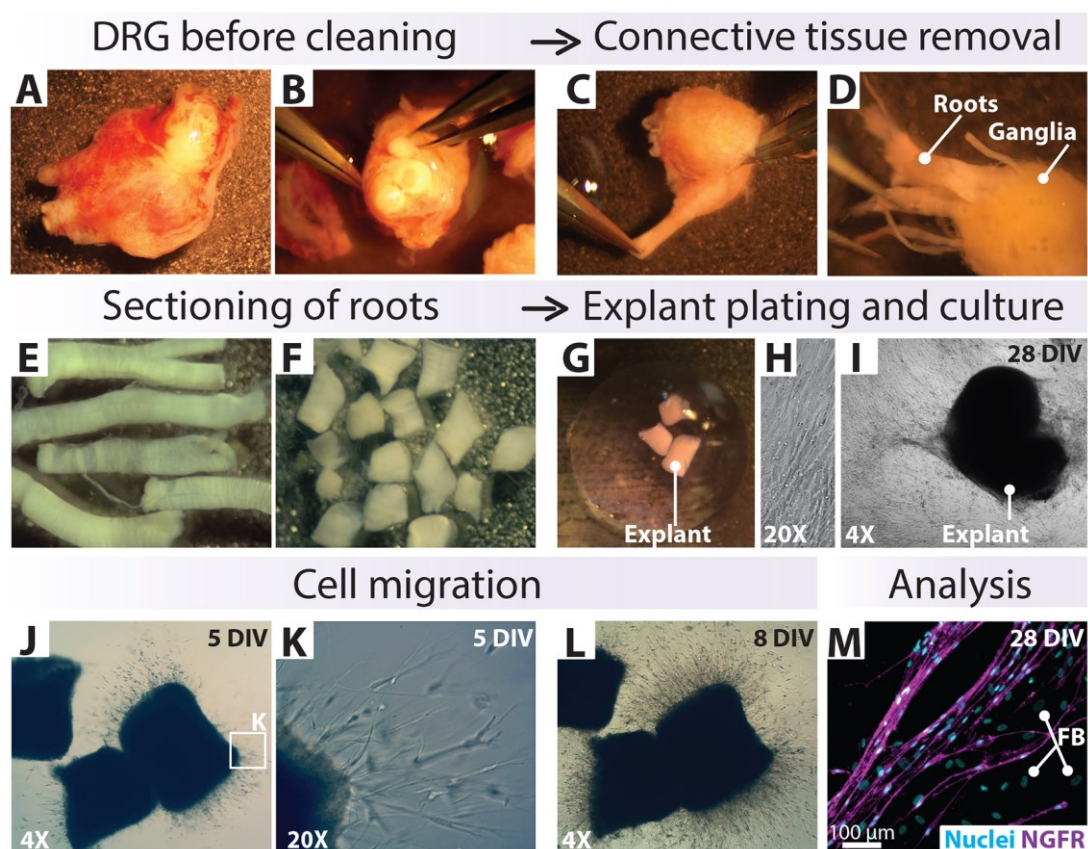 DRG before cleaning → Connective tissue removal
A
B
C
D
Roots
Ganglia
Sectioning of roots → Explant plating and culture
E
F
G
Explant
H
20X
I
28 DIV
4X
Explant
Cell migration
Analysis
J
5 DIV
K
4X
K
5 DIV
20X
L
8 DIV
4X
M
28 DIV
FB
100 µm
Nuclei NGFR